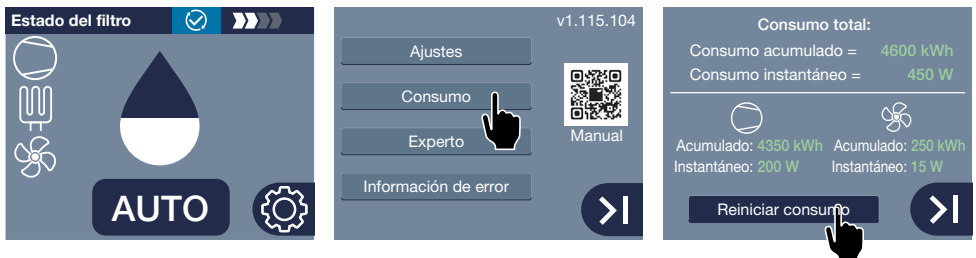 Estado del filtro
AUTO
v1.115.104
Ajustes
Consumo
Experto
Información de error
Manual
Consumo total:
Consumo acumulado = 4600 kWh
Consumo instantáneo = 450 W
Acumulado: 4350 kWh Acumulado: 250 kWh
Instantáneo: 200 W Instantáneo: 15 W
Reiniciar consumo